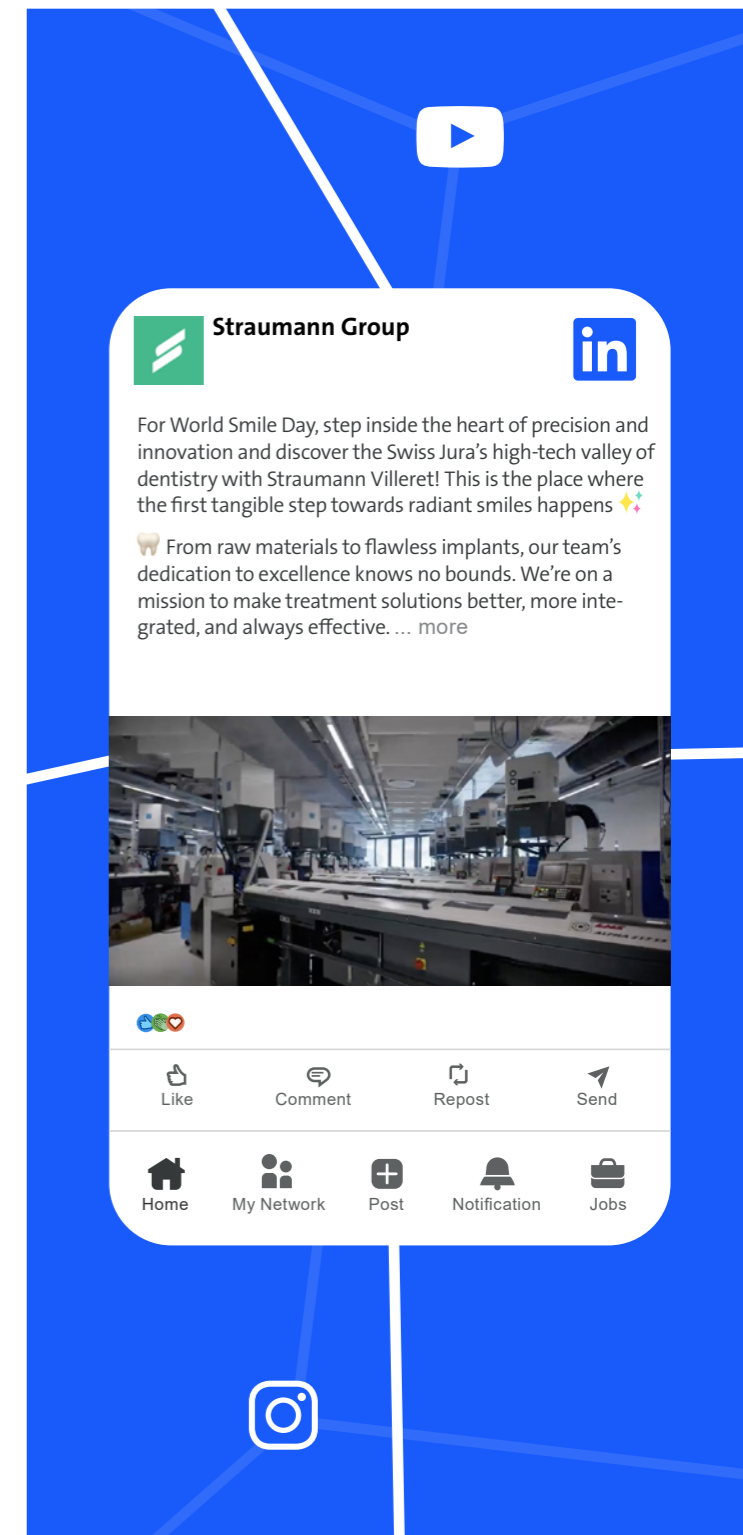 Straumann Group
in
For World Smile Day, step inside the heart of precision and
innovation and discover the Swiss Jura’s high-tech valley of
dentistry with Straumann Villeret! This is the place where
the first tangible step towards radiant smiles happens ✨
🦷 From raw materials to flawless implants, our team’s
dedication to excellence knows no bounds. We’re on a
mission to make treatment solutions better, more inte-
grated, and always effective. ... more
Like Comment Repost Send
Home My Network Post Notification Jobs